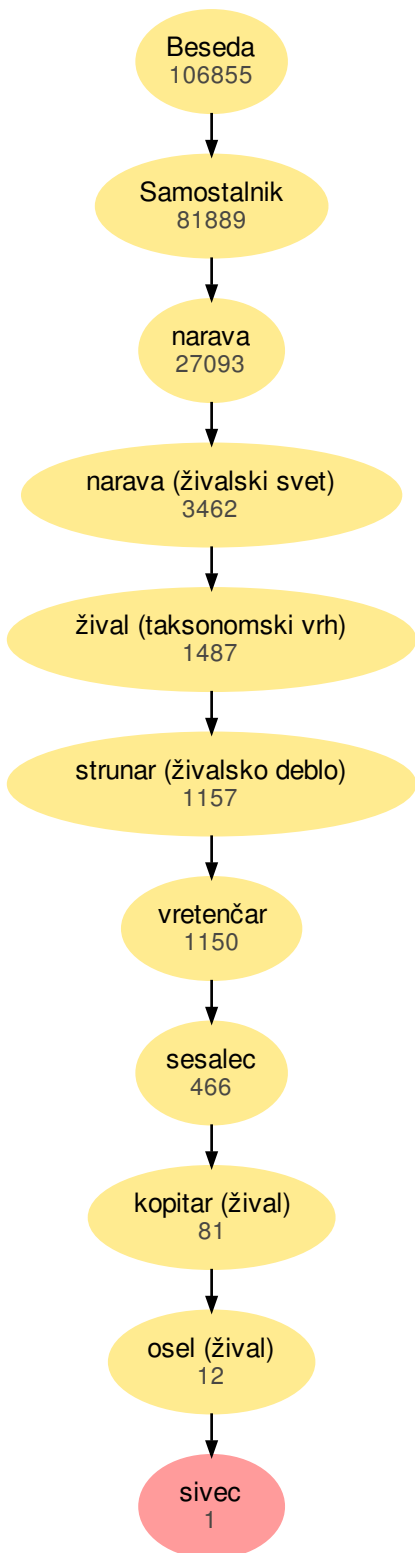 Beseda
106855
Samostalnik
81889
narava
27093
narava (živalski svet)
3462
žival (taksonomski vrh)
1487
strunar (živalsko deblo)
1157
vretenčar
1150
sesalec
466
kopitar (žival)
81
osel (žival)
12
sivec
1